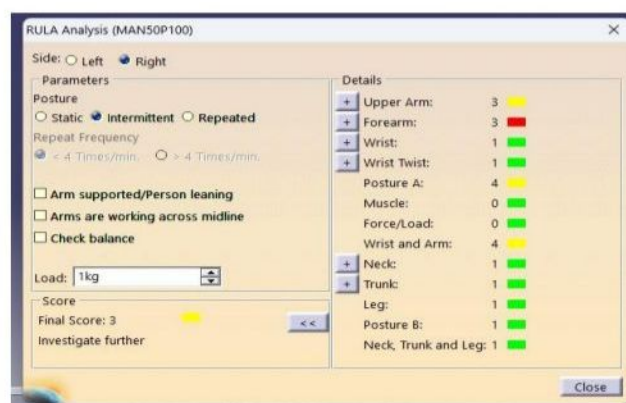 RULA Analysis (MAN50P100)
Side: Left Right
Parameters
Posture
Static Intermittent Repeated
Repeat Frequency
< 4 Times/min. > 4 Times/min.
Arm supported/Person leaning
Arms are working across midline
Check balance
Load: 1kg
Score
Final Score: 3
<<
Investigate further
Details
+ Upper Arm: 3
+ Forearm: 3
+ Wrist: 1
+ Wrist Twist: 1
Posture A: 4
Muscle: 0
Force/Load: 0
Wrist and Arm: 4
+ Neck: 1
+ Trunk: 1
Leg: 1
Posture B: 1
Neck, Trunk and Leg: 1
Close